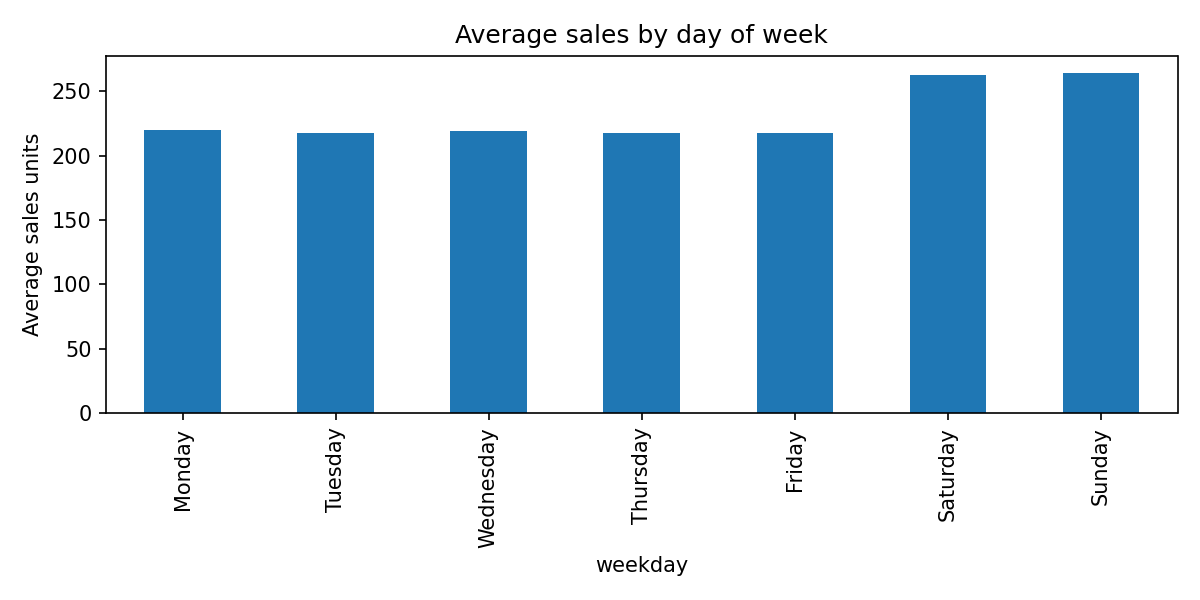 Average sales by day of week
Average sales units
250
200
150
100
50
0
Monday
Tuesday
Wednesday
Thursday
Friday
Saturday
Sunday
weekday